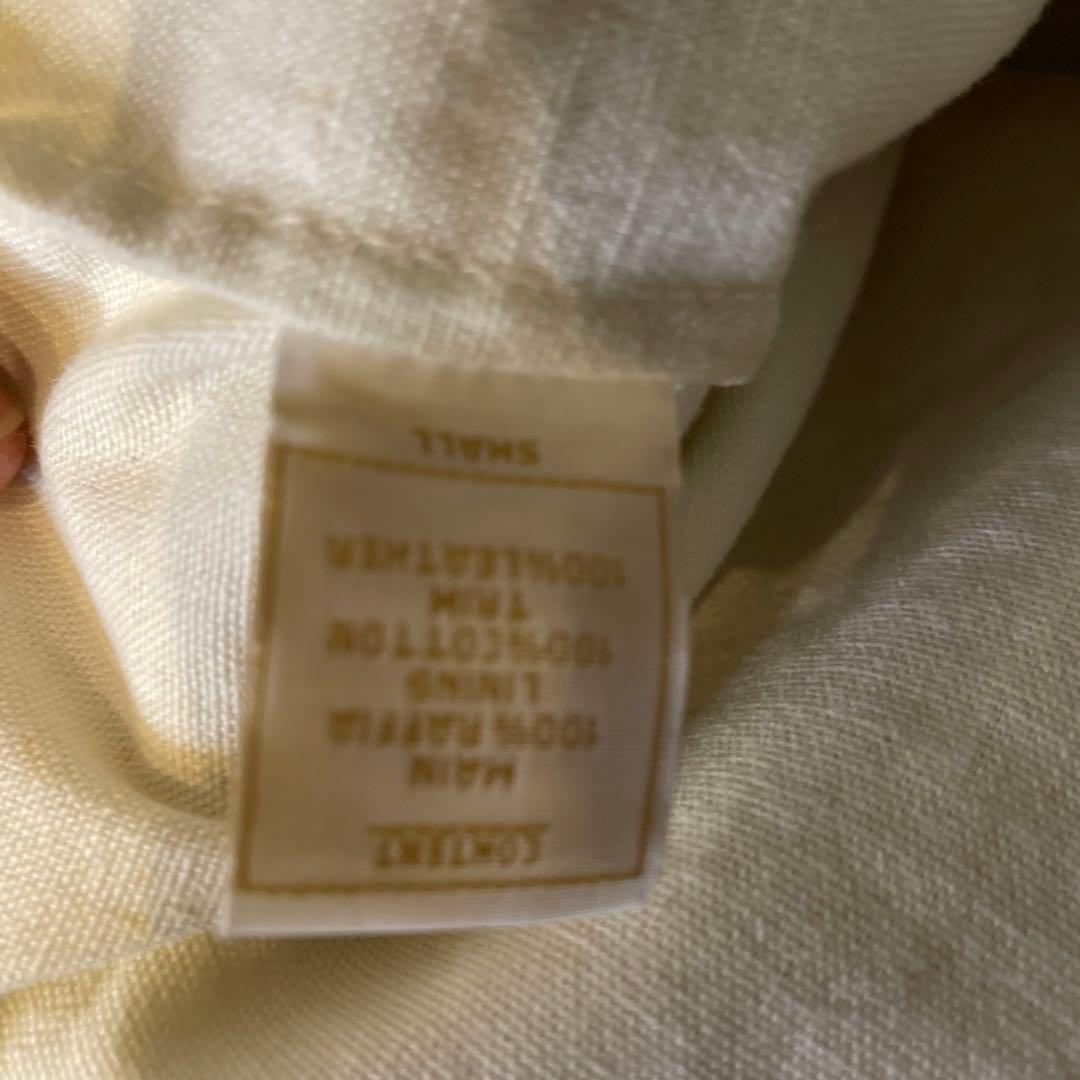 CONTENT
MAIN
100% RAFFIA
LINING
100% COTTON
TRIM
100% LEATHER
SMALL